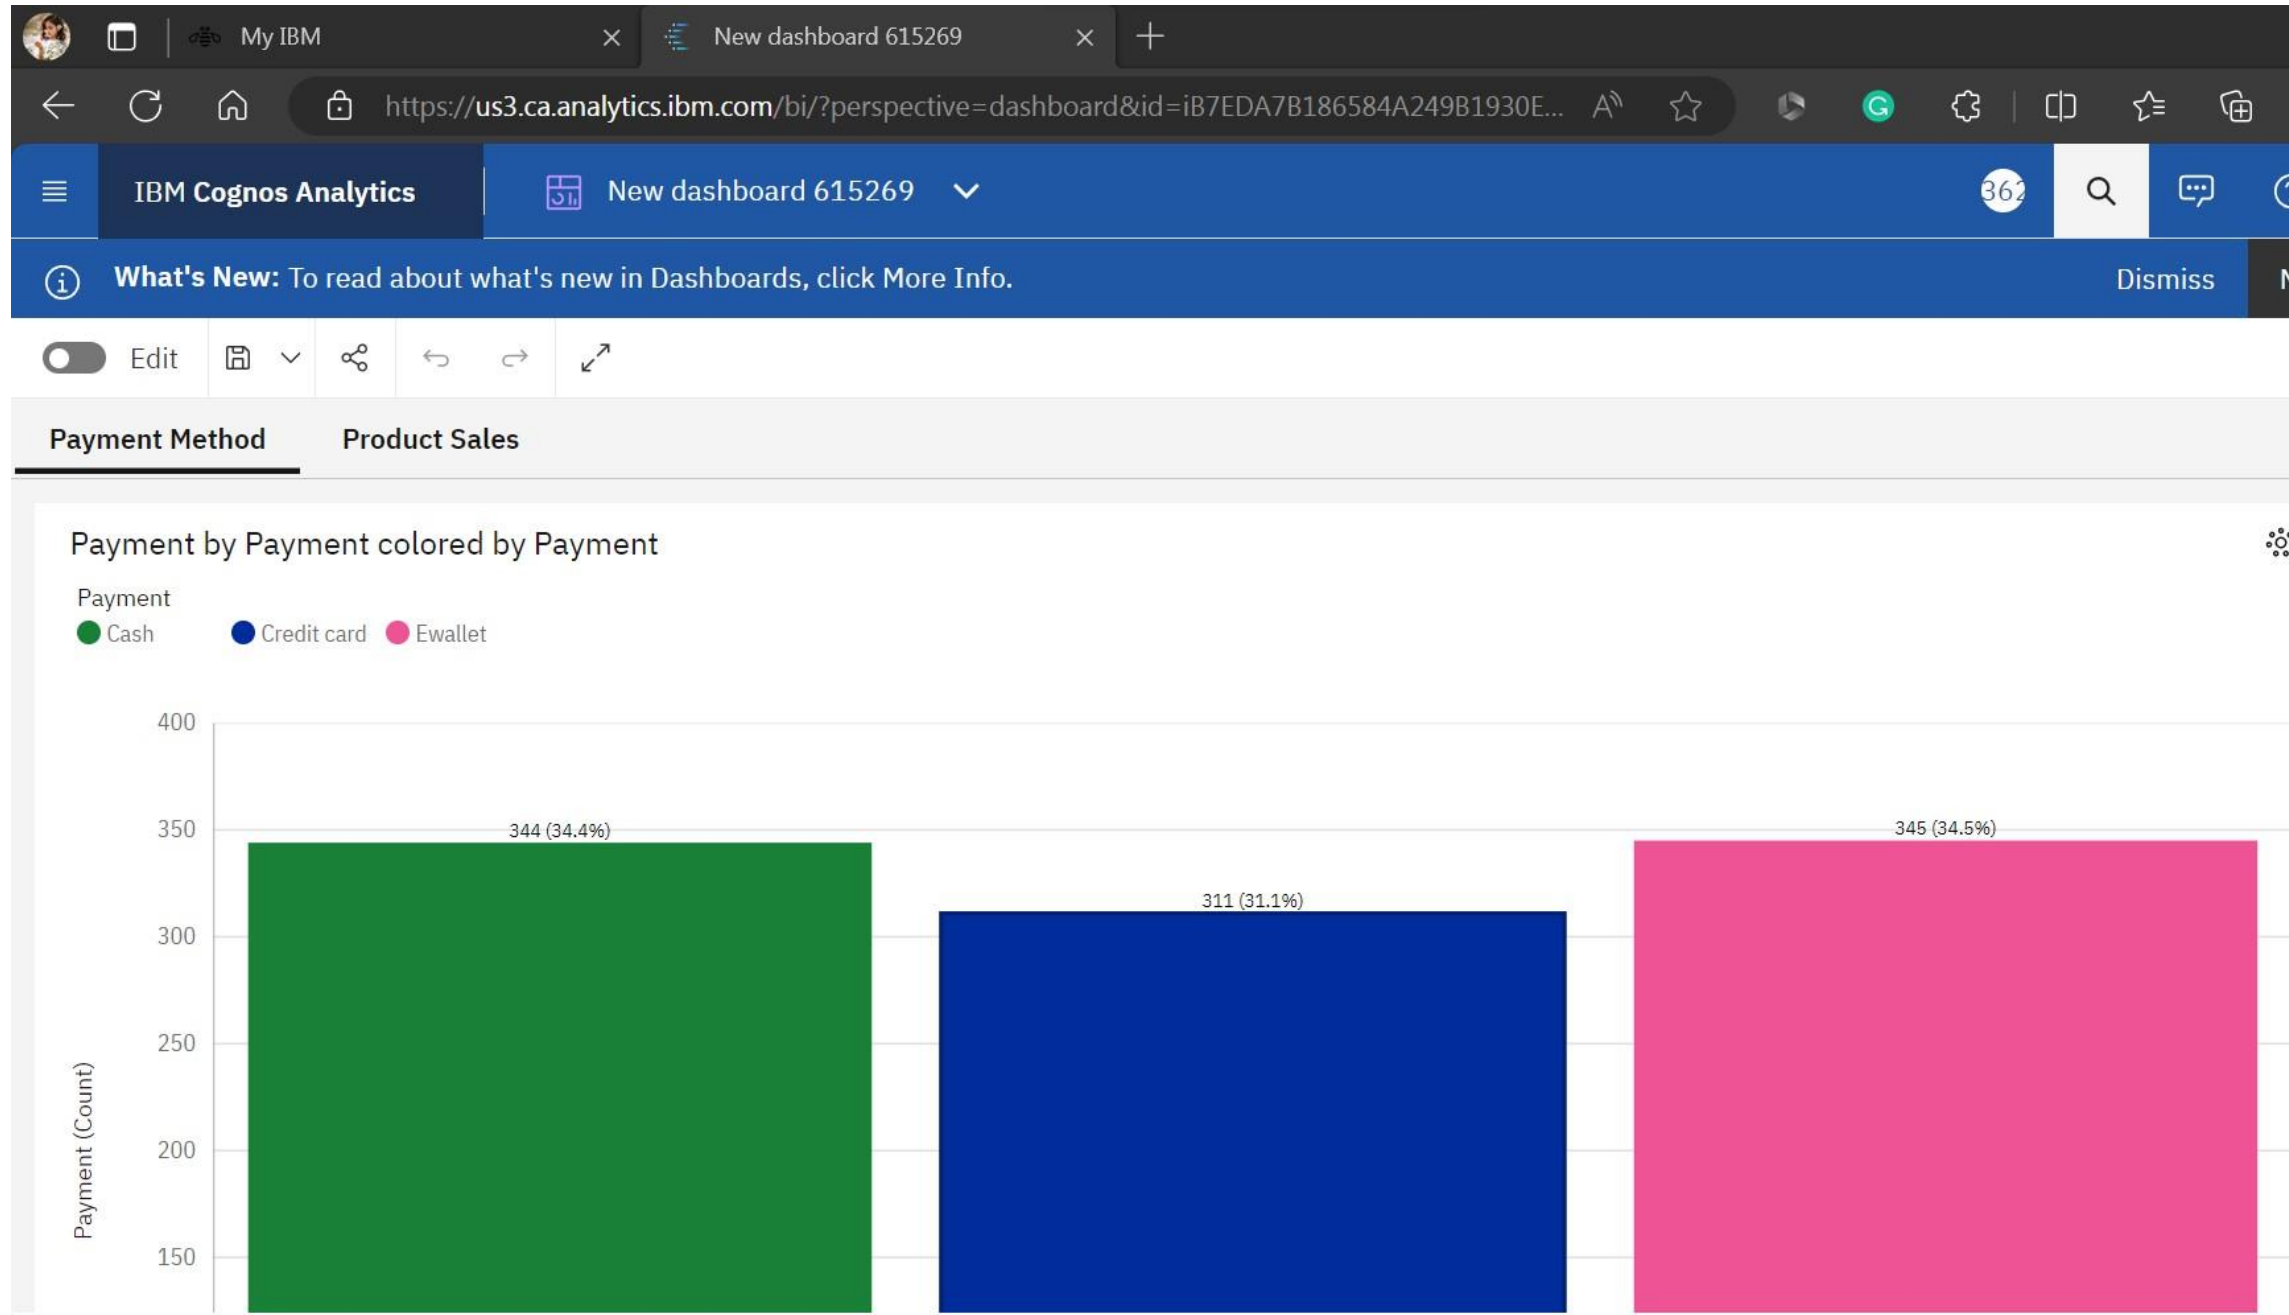 My IBM
New dashboard 615269
https://us3.ca.analytics.ibm.com/bi/?perspective=dashboard&id=iB7EDA7B186584A249B1930E...
IBM Cognos Analytics
New dashboard 615269
362
What's New: To read about what's new in Dashboards, click More Info.
Dismiss
Edit
Payment Method
Product Sales
Payment by Payment colored by Payment
Payment
Cash
Credit card
Ewallet
400
350
300
250
200
150
Payment (Count)
344 (34.4%)
311 (31.1%)
345 (34.5%)